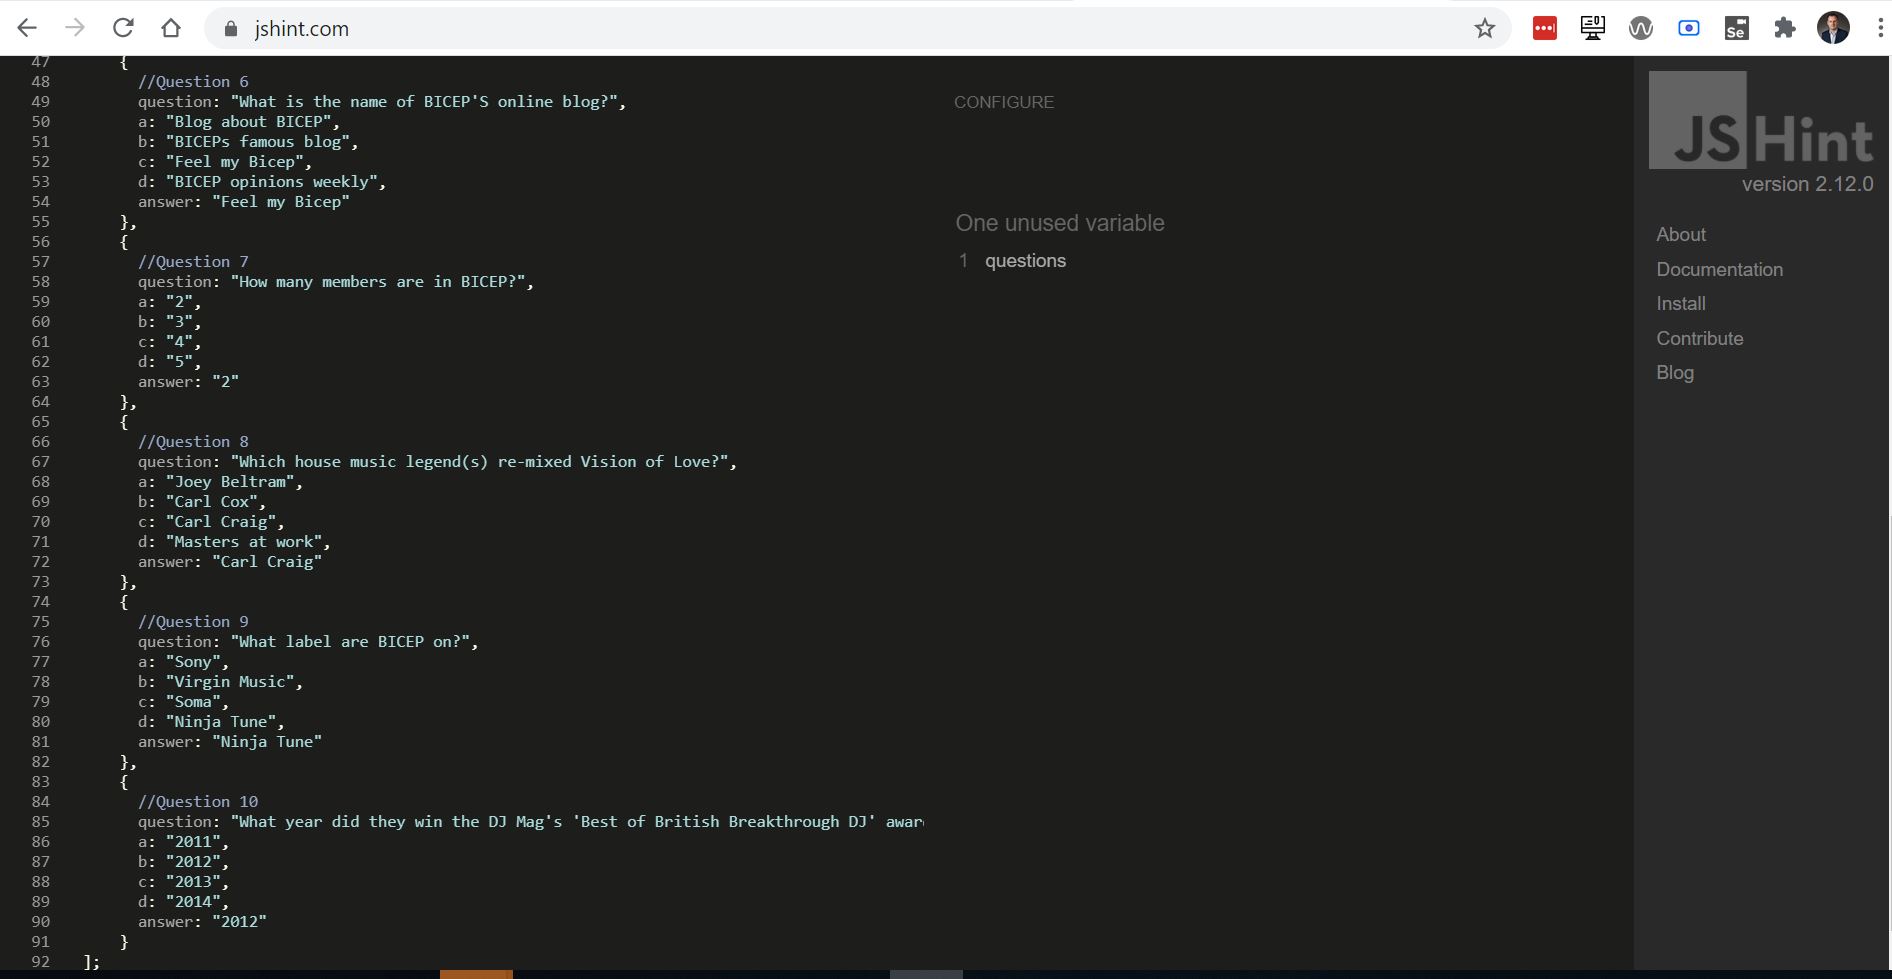 jshint.com
Se
47 {
48 //Question 6
49 question: "What is the name of BICEP'S online blog?",
50 a: "Blog about BICEP",
51 b: "BICEPs famous blog",
52 c: "Feel my Bicep",
53 d: "BICEP opinions weekly",
54 answer: "Feel my Bicep"
55 },
56 {
57 //Question 7
58 question: "How many members are in BICEP?",
59 a: "2",
60 b: "3",
61 c: "4",
62 d: "5",
63 answer: "2"
64 },
65 {
66 //Question 8
67 question: "Which house music legend(s) re-mixed Vision of Love?",
68 a: "Joey Beltram",
69 b: "Carl Cox",
70 c: "Carl Craig",
71 d: "Masters at work",
72 answer: "Carl Craig"
73 },
74 {
75 //Question 9
76 question: "What label are BICEP on?",
77 a: "Sony",
78 b: "Virgin Music",
79 c: "Soma",
80 d: "Ninja Tune",
81 answer: "Ninja Tune"
82 },
83 {
84 //Question 10
85 question: "What year did they win the DJ Mag's 'Best of British Breakthrough DJ' awar
86 a: "2011",
87 b: "2012",
88 c: "2013",
89 d: "2014",
90 answer: "2012"
91 }
92 ];
CONFIGURE
One unused variable
1 questions
JSHint
version 2.12.0
About
Documentation
Install
Contribute
Blog